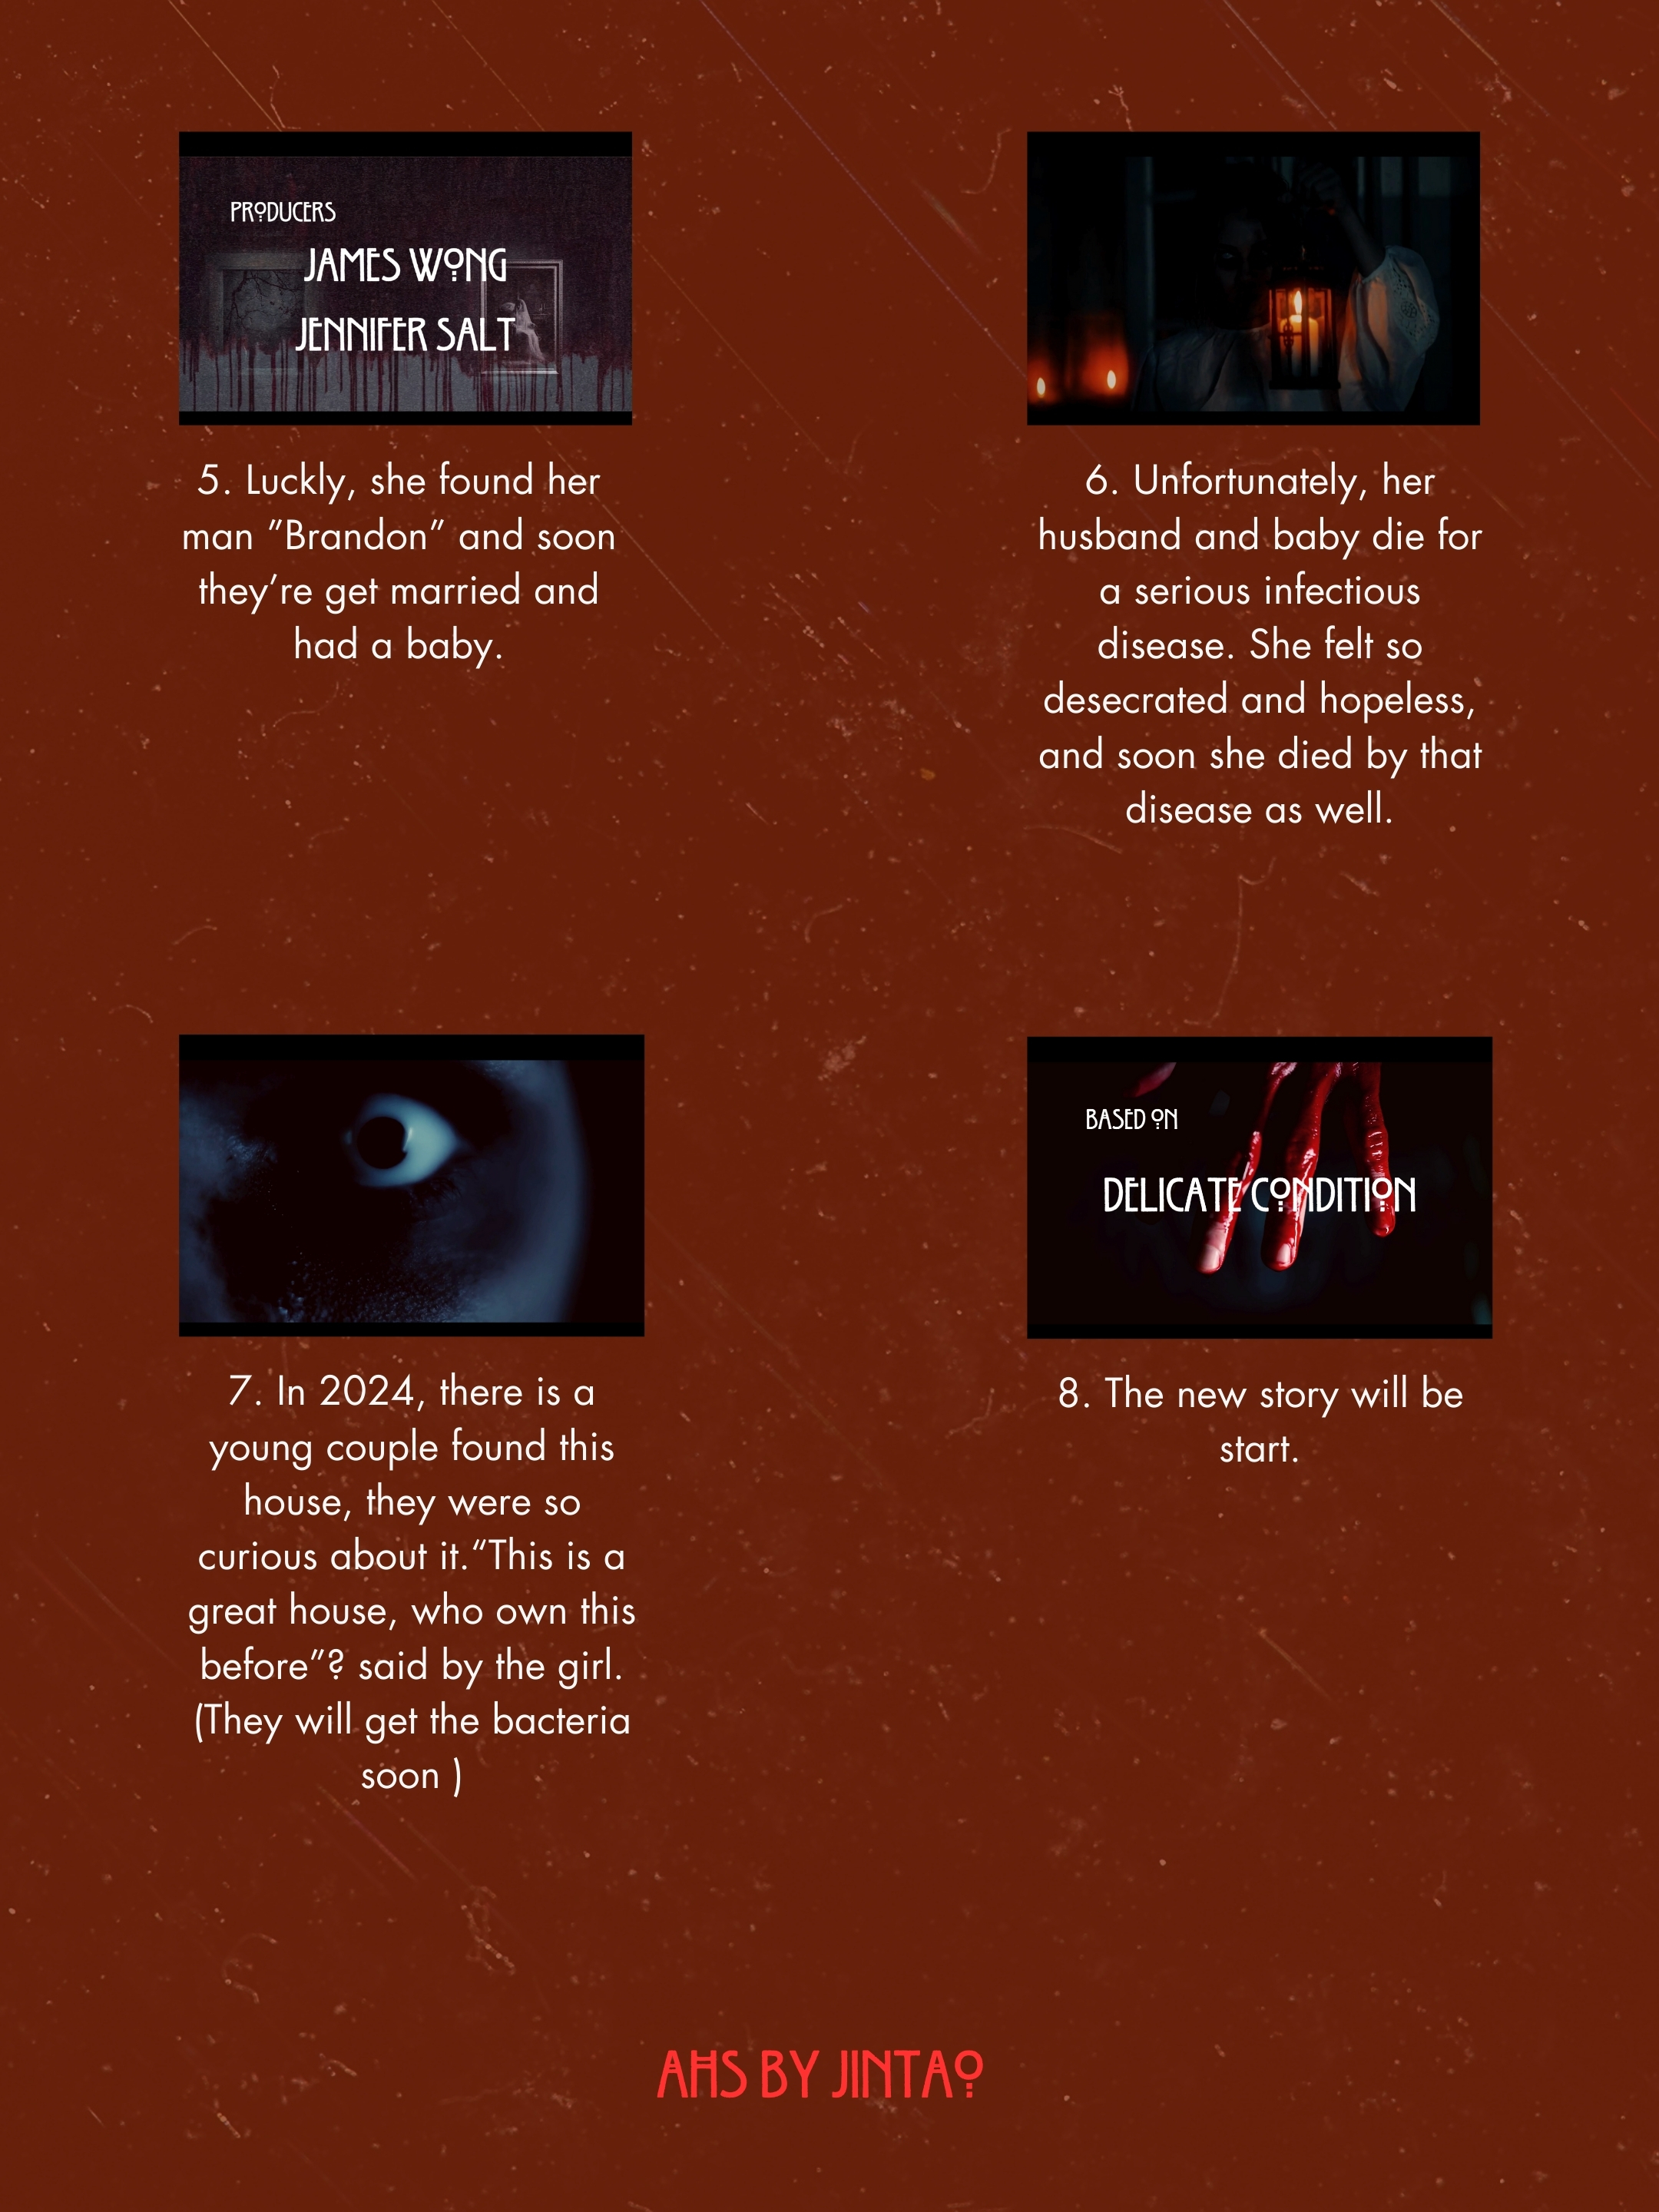 PRODUCERS
JAMES WONG
JENNIFER SALT
5. Luckly, she found her
man ”Brandon” and soon
they’re get married and
had a baby.
6. Unfortunately, her
husband and baby die for
a serious infectious
disease. She felt so
desecrated and hopeless,
and soon she died by that
disease as well.
7. In 2024, there is a
young couple found this
house, they were so
curious about it.“This is a
great house, who own this
before”? said by the girl.
(They will get the bacteria
soon )
BASED ON
DELICATE CONDITION
8. The new story will be
start.
AHS BY JINTAO